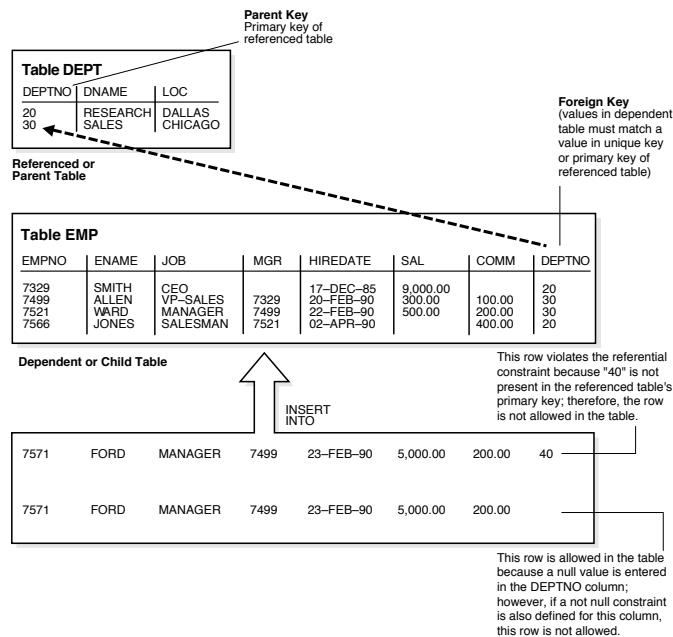 Parent Key
Primary key of
referenced table
Table DEPT
DEPTNO DNAME LOC
20 RESEARCH DALLAS
30 SALES CHICAGO
Referenced or
Parent Table
Foreign Key
(values in dependent
table must match a
value in unique key
or primary key of
referenced table)
Table EMP
EMPNO ENAME JOB MGR HIREDATE SAL COMM DEPTNO
7329 SMITH CEO 17–DEC–85 9,000.00 20
7499 ALLEN VP–SALES 7329 20–FEB–90 300.00 100.00 30
7521 WARD MANAGER 7499 22–FEB–90 500.00 200.00 30
7566 JONES SALESMAN 7521 02–APR–90 400.00 20
Dependent or Child Table
This row violates the referential
constraint because "40" is not
present in the referenced table's
primary key; therefore, the row
is not allowed in the table.
INSERT
INTO
7571 FORD MANAGER 7499 23–FEB–90 5,000.00 200.00 40
7571 FORD MANAGER 7499 23–FEB–90 5,000.00 200.00
This row is allowed in the table
because a null value is entered
in the DEPTNO column;
however, if a not null constraint
is also defined for this column,
this row is not allowed.